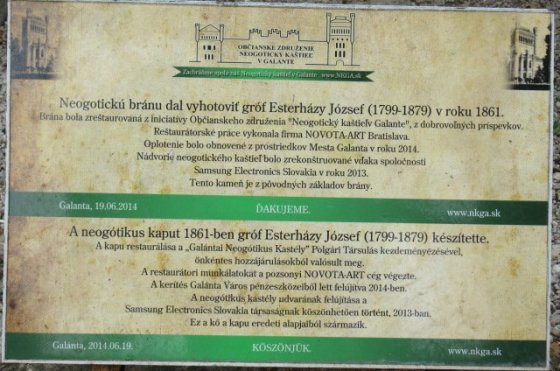 OBČIANSKE ZDRUŽENIE
NEOGOTICKÝ KAŠTIEĽ
V GALANTE
Zachráňme spolu náš Neogotický kaštieľ v Galante www.NKGA.sk
Neogotickú bránu dal vyhotoviť gróf Esterházy József (1799-1879) v roku 1861.
Brána bola zreštaurovaná z iniciatívy Občianskeho združenia "Neogotický kaštieľv Galante", z dobrovoľných príspevkov.
Reštaurátorské práce vykonala firma NOVOTA-ART Bratislava.
Oplotenie bolo obnovené z prostriedkov Mesta Galanta v roku 2014.
Nádvorie neogotického kaštieľ bolo zrekonštruované vďaka spoločnosti
Samsung Electronics Slovakia v roku 2013.
Tento kameň je z pôvodných základov brány.
Galanta, 19.06.2014 ĎAKUJEME. www.nkga.sk
A neogótikus kaput 1861-ben gróf Esterházy József (1799-1879) készítette.
A kapu restaurálása a „Galántai Neogótikus Kastély" Polgári Társulás kezdeményezésével,
önkéntes hozzájárulásokból valósult meg.
A restaurátori munkálatokat a pozsonyi NOVOTA-ART cég végezte.
A kerítés Galánta Város pénzeszközeiből lett felújítva 2014-ben.
A neogótikus kastély udvarának felújítása a
Samsung Electronics Slovakia társaságnak köszönhetően történt, 2013-ban.
Ez a kő a kapu eredeti alapjaiból származik.
Galánta, 2014.06.19. KÖSZÖNJÜK. www.nkga.sk